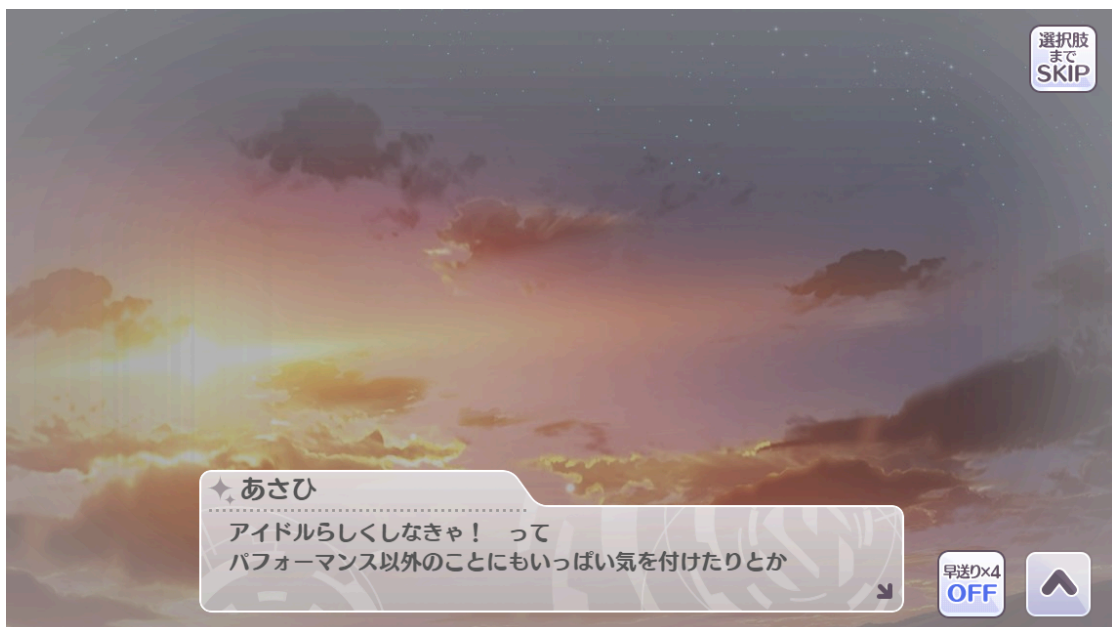 選択肢
まで
SKIP
あさひ
アイドルらしくしなきゃ！　って
パフォーマンス以外のことにもいっぱい気を付けたりとか
早送り×4
OFF